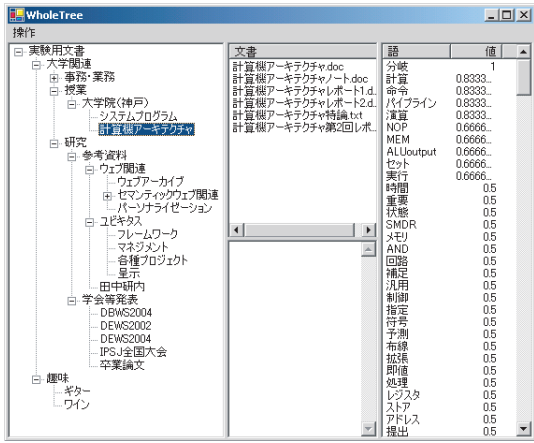 WholeTree
操作
実験用文書
大学関連
事務・業務
授業
大学院(神戸)
システムプログラム
計算機アーキテクチャ
研究
参考資料
ウェブ関連
ウェブアーカイブ
セマンティックウェブ関連
パーソナライゼーション
ユビキタス
フレームワーク
マネジメント
各種プロジェクト
呈示
田中研内
学会等発表
DBWS2004
DEWS2002
DEWS2004
IPSJ全国大会
卒業論文
趣味
ギター
ワイン
文書
計算機アーキテクチャ.doc
計算機アーキテクチャノート.doc
計算機アーキテクチャレポート1.d..
計算機アーキテクチャレポート2.d..
計算機アーキテクチャ特論.txt
計算機アーキテクチャ第2回レポ..
語 値
分岐 1
計算 0.8333...
命令 0.8333...
パイプライン 0.8333...
演算 0.8333...
NOP 0.6666...
MEM 0.6666...
ALUoutput 0.6666...
セット 0.6666...
実行 0.6666...
時間 0.5
重要 0.5
状態 0.5
SMDR 0.5
メモリ 0.5
AND 0.5
回路 0.5
補足 0.5
汎用 0.5
制御 0.5
指定 0.5
符号 0.5
予測 0.5
布線 0.5
拡張 0.5
即値 0.5
処理 0.5
レジスタ 0.5
ストア 0.5
アドレス 0.5
提出 0.5